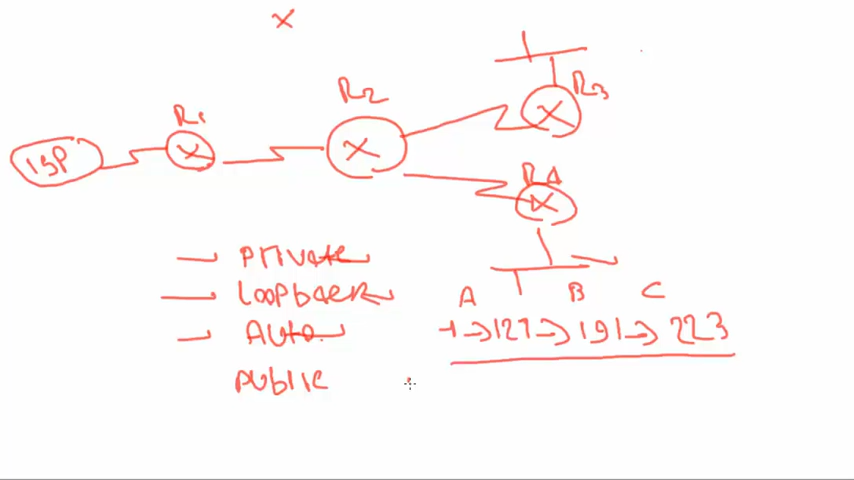 R1
R2
R3
ISP
R4
Private
Loopback
Auto
Public
A B C
1→127→191→223